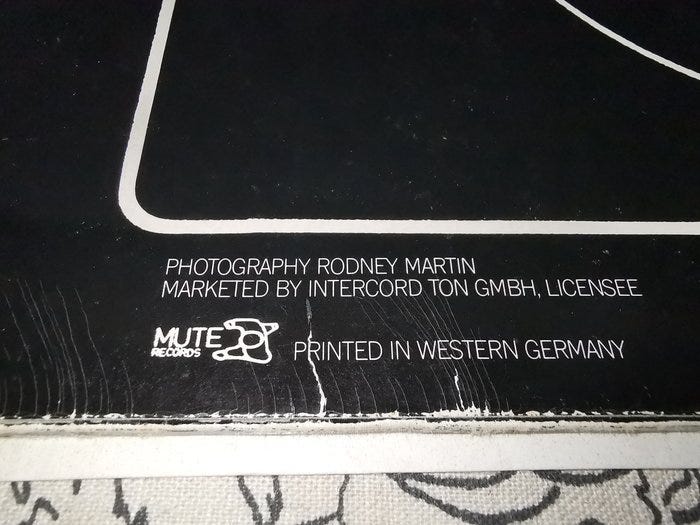 PHOTOGRAPHY RODNEY MARTIN
MARKETED BY INTERCORD TON GMBH, LICENSEE
MUTE
RECORDS
PRINTED IN WESTERN GERMANY